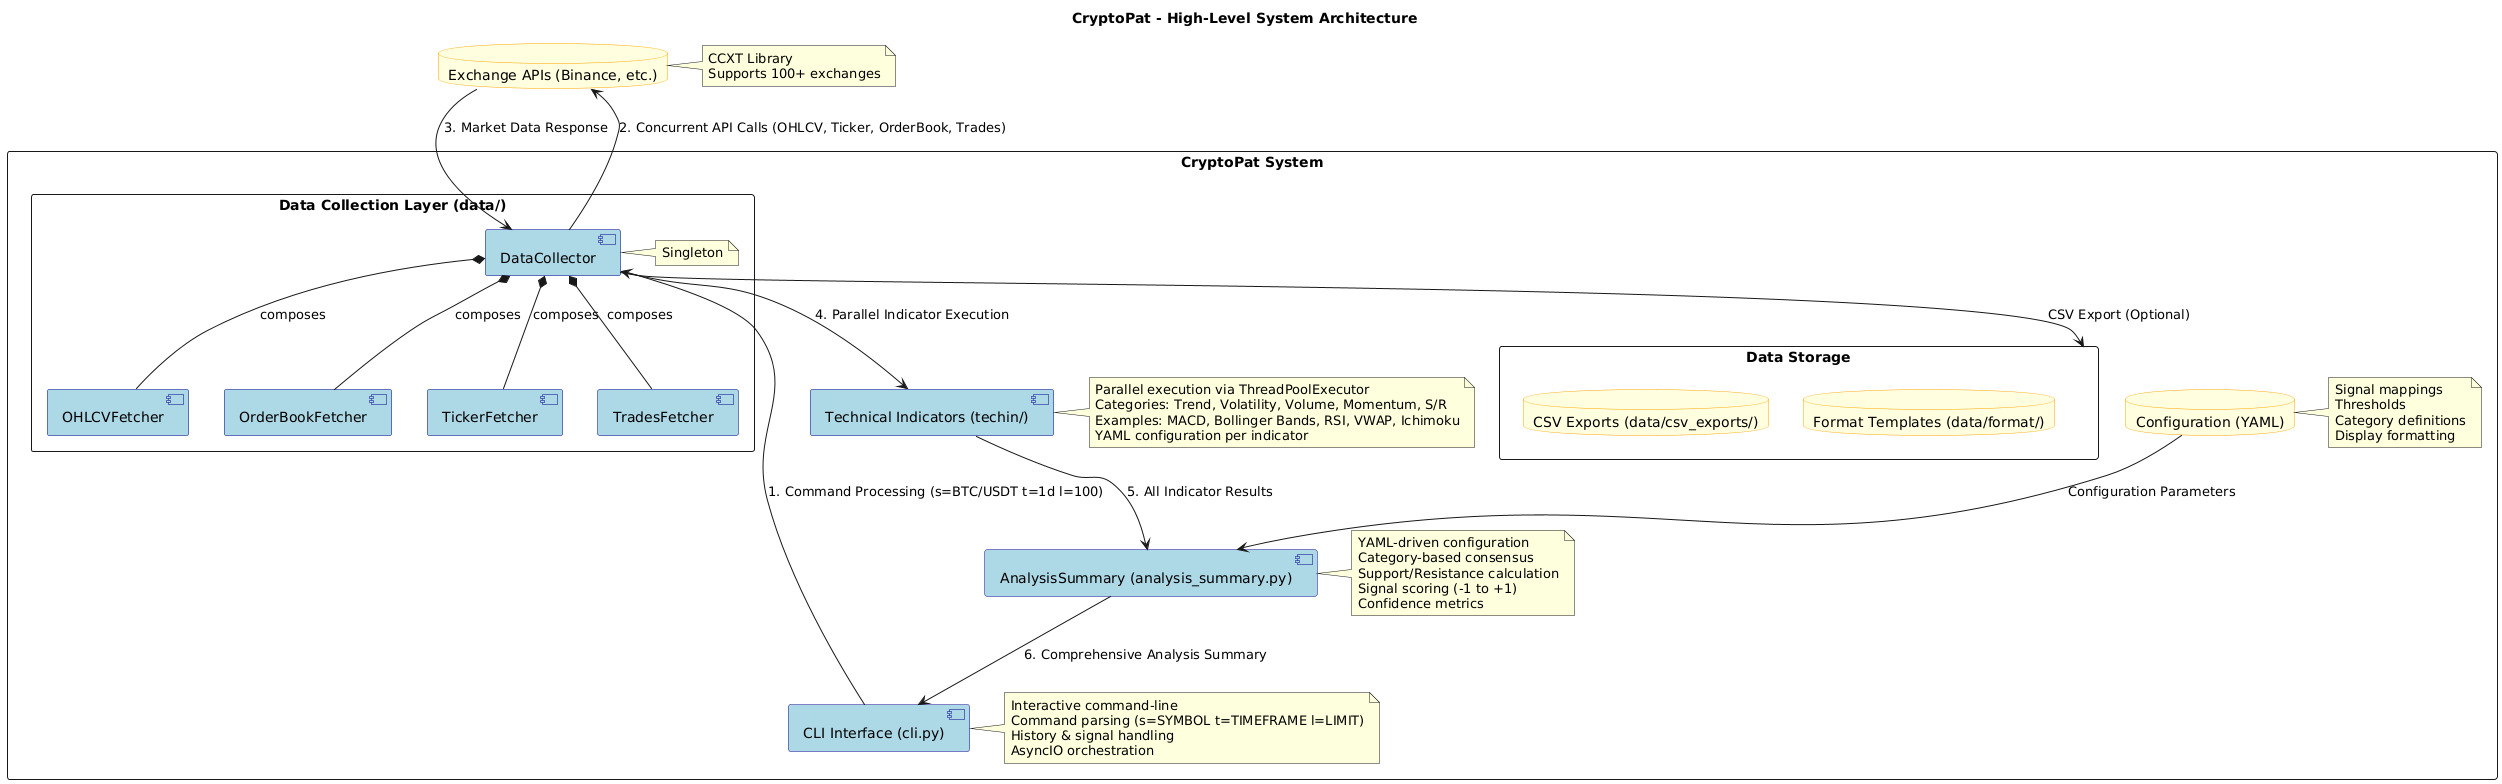 CryptoPat - High-Level System Architecture
Exchange APIs (Binance, etc.)
CCXT Library
Supports 100+ exchanges
3. Market Data Response
2. Concurrent API Calls (OHLCV, Ticker, OrderBook, Trades)
CryptoPat System
Data Collection Layer (data/)
DataCollector
Singleton
composes
composes
composes
composes
4. Parallel Indicator Execution
CSV Export (Optional)
OHLCVFetcher
OrderBookFetcher
TickerFetcher
TradesFetcher
Technical Indicators (techin/)
Parallel execution via ThreadPoolExecutor
Categories: Trend, Volatility, Volume, Momentum, S/R
Examples: MACD, Bollinger Bands, RSI, VWAP, Ichimoku
YAML configuration per indicator
Data Storage
CSV Exports (data/csv_exports/)
Format Templates (data/format/)
Configuration (YAML)
Signal mappings
Thresholds
Category definitions
Display formatting
1. Command Processing (s=BTC/USDT t=1d l=100)
5. All Indicator Results
Configuration Parameters
AnalysisSummary (analysis_summary.py)
YAML-driven configuration
Category-based consensus
Support/Resistance calculation
Signal scoring (-1 to +1)
Confidence metrics
6. Comprehensive Analysis Summary
CLI Interface (cli.py)
Interactive command-line
Command parsing (s=SYMBOL t=TIMEFRAME l=LIMIT)
History & signal handling
AsyncIO orchestration